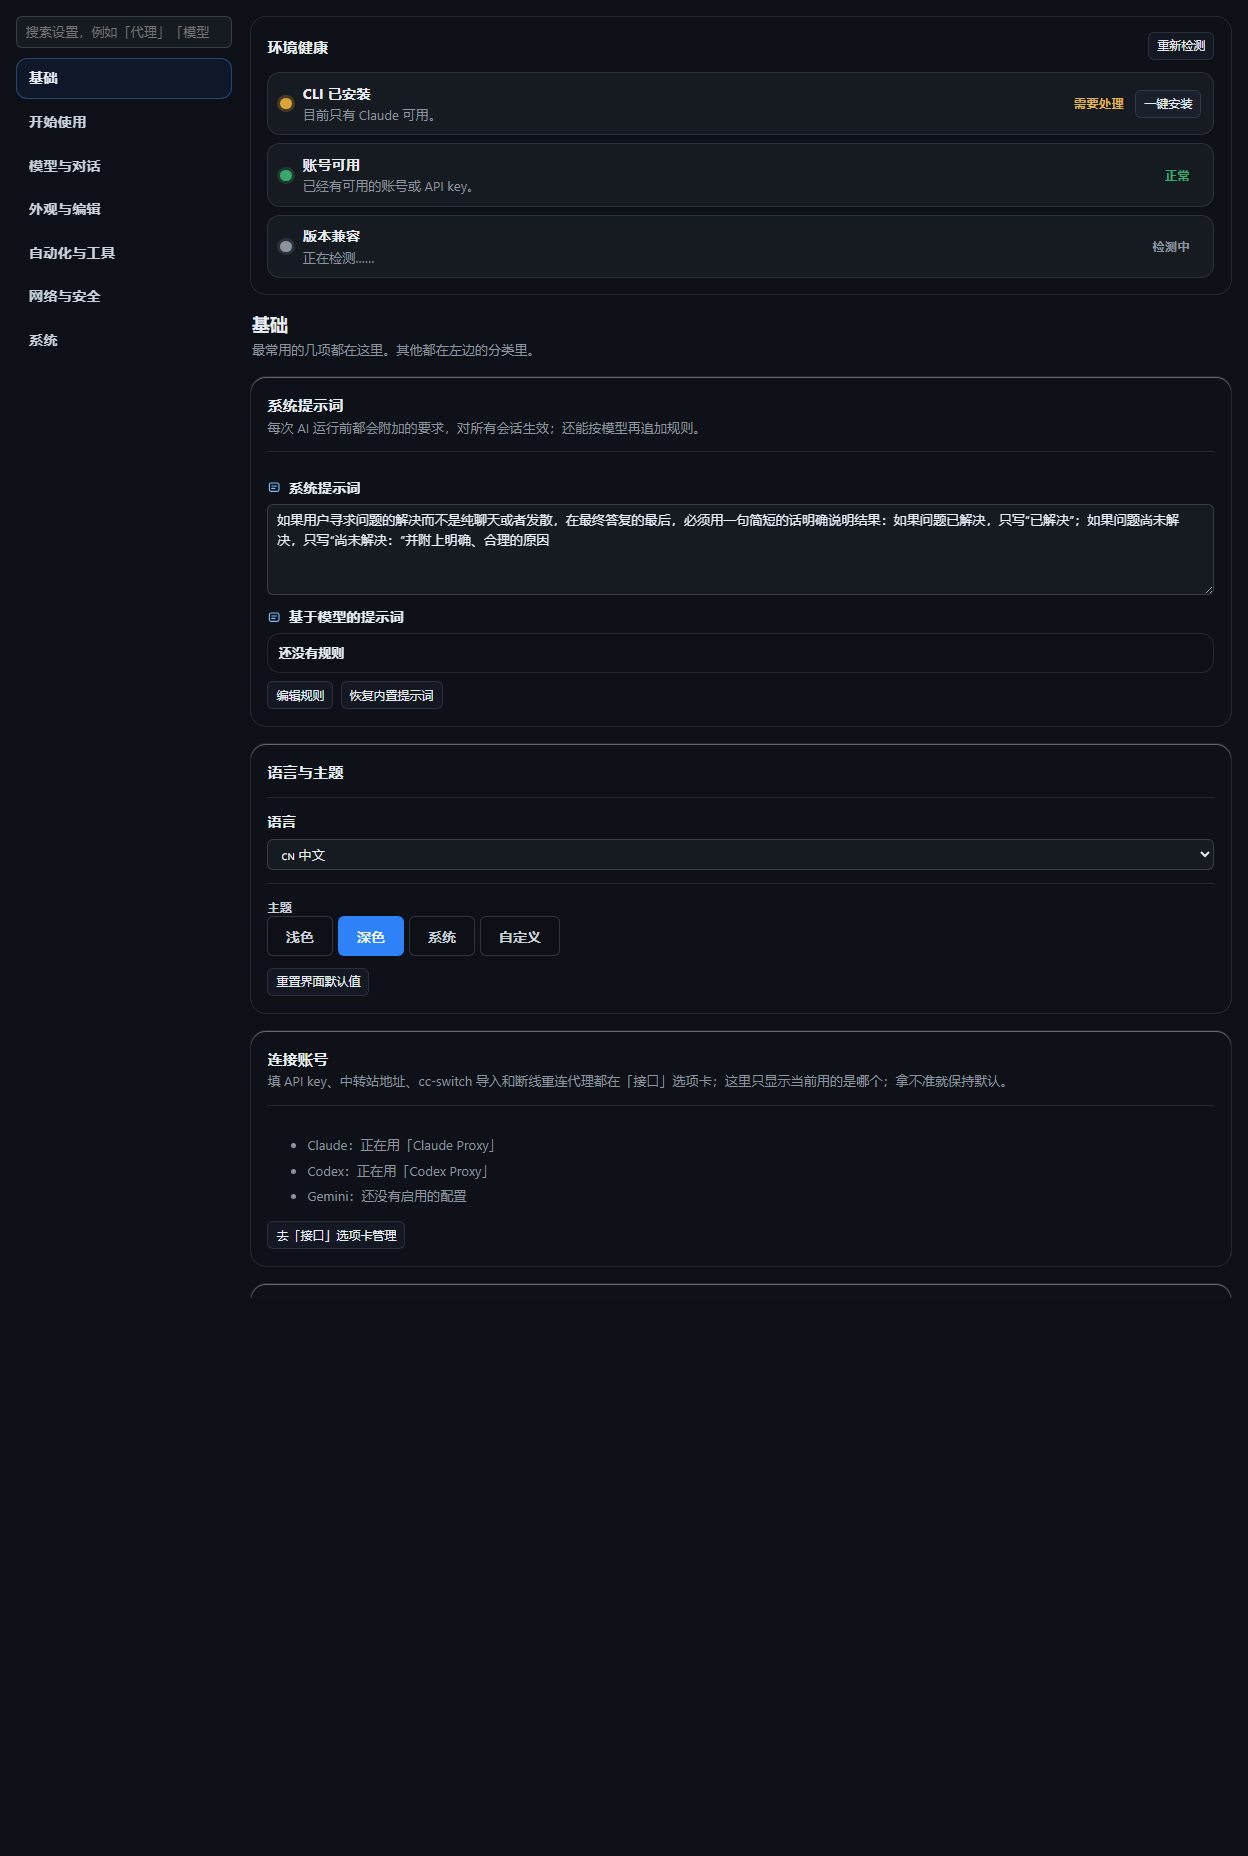 搜索设置，例如「代理」「模型
基础
开始使用
模型与对话
外观与编辑
自动化与工具
网络与安全
系统
环境健康
重新检测
CLI 已安装
目前只有 Claude 可用。
需要处理
一键安装
账号可用
已经有可用的账号或 API key。
正常
版本兼容
正在检测......
检测中
基础
最常用的几项都在这里。其他都在左边的分类里。
系统提示词
每次 AI 运行前都会附加的要求，对所有会话生效；还能按模型再追加规则。
系统提示词
如果用户寻求问题的解决而不是纯聊天或者发散，在最终答复的最后，必须用一句简短的话明确说明结果：如果问题已解决，只写“已解决”；如果问题尚未解
决，只写“尚未解决：”并附上明确、合理的原因
基于模型的提示词
还没有规则
编辑规则
恢复内置提示词
语言与主题
语言
CN 中文
主题
浅色
深色
系统
自定义
重置界面默认值
连接账号
填 API key、中转站地址、cc-switch 导入和断线重连代理都在「接口」选项卡；这里只显示当前用的是哪个；拿不准就保持默认。
Claude：正在用「Claude Proxy」
Codex：正在用「Codex Proxy」
Gemini：还没有启用的配置
去「接口」选项卡管理